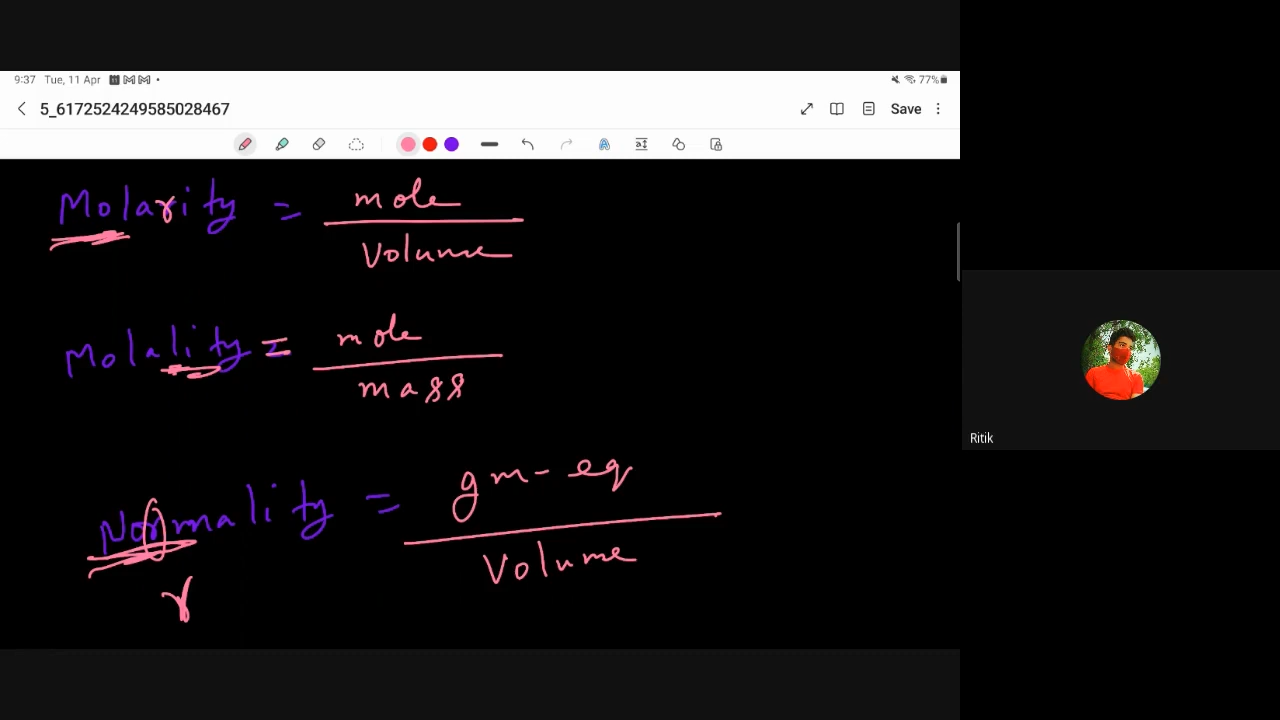 9:37 Tue, 11 Apr 77%
5_6172524249585028467
Save
Molarity = mole
Volume
Molality = mole
mass
Normality = gm-eq
Volume
r
Ritik